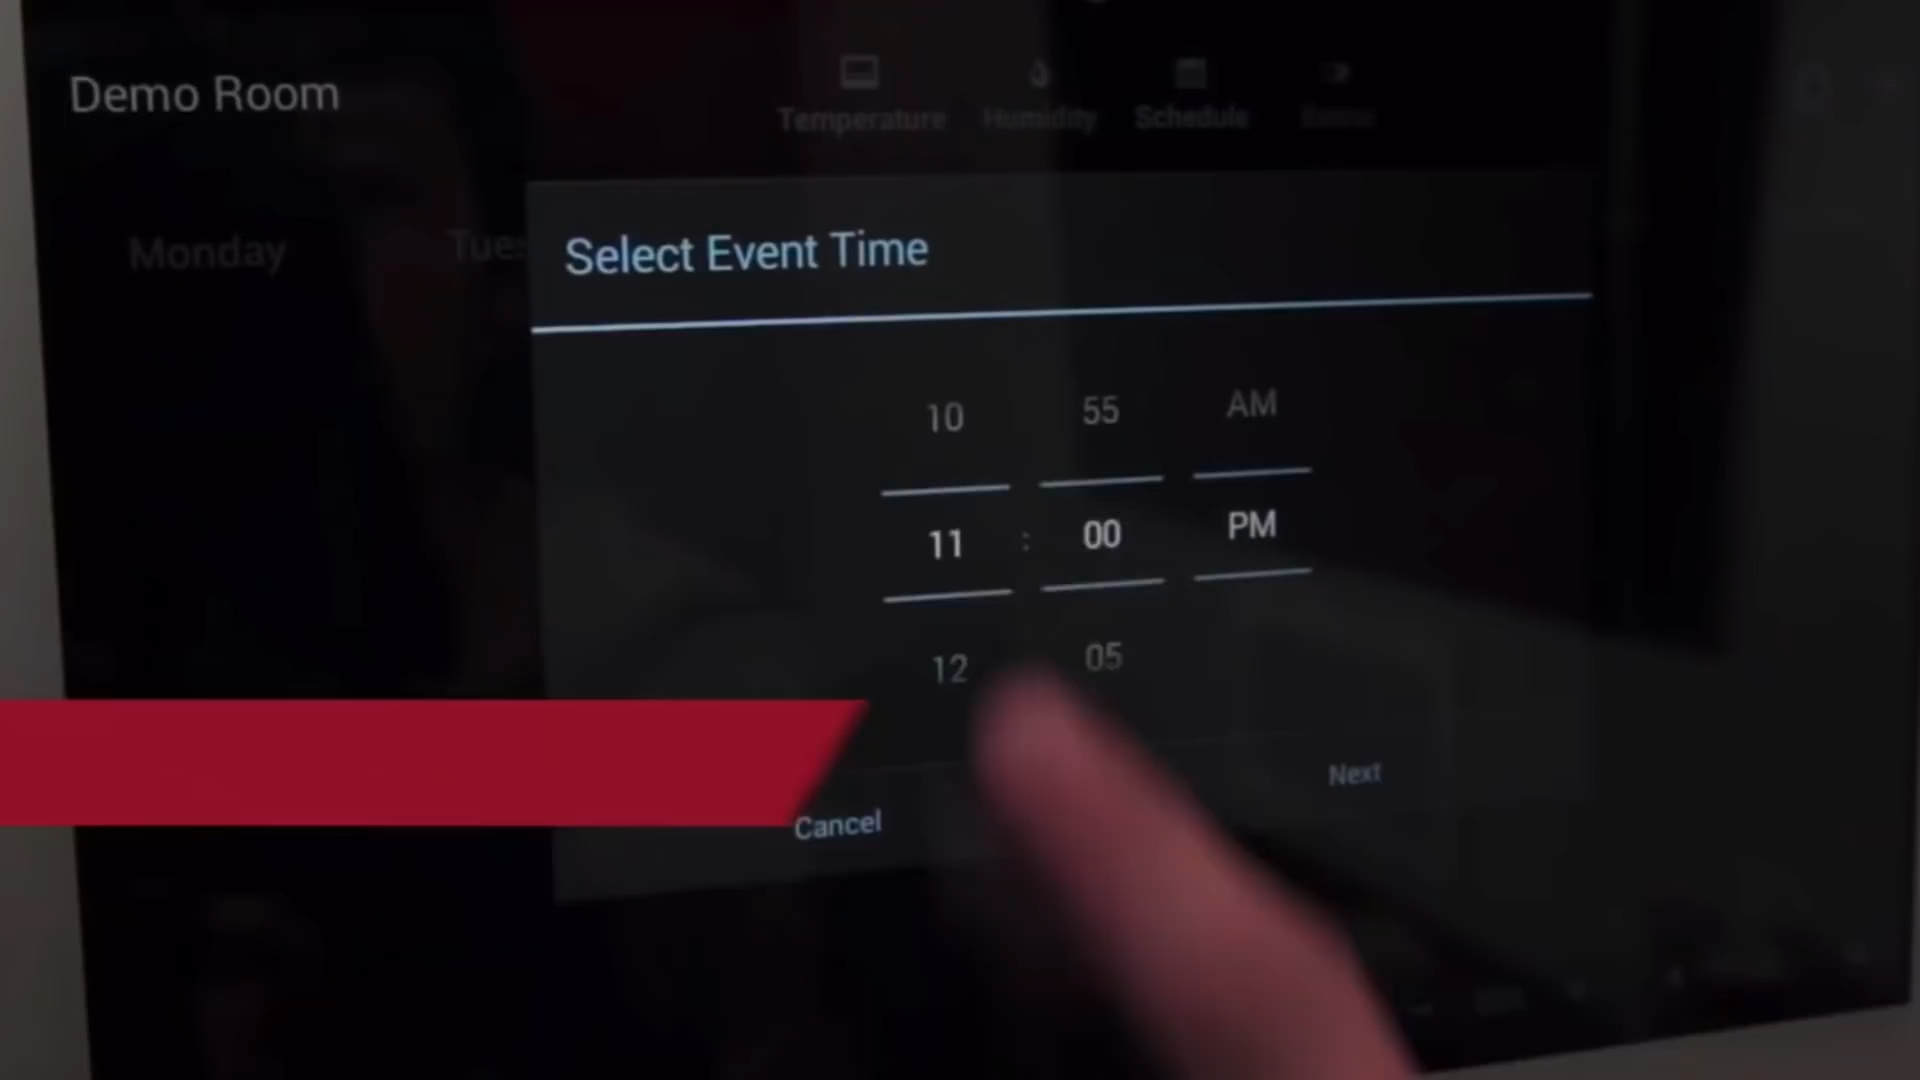 Demo Room
Temperature Humidity Schedule
Monday
Select Event Time
10 55 AM
11 : 00 PM
12 05
Next
Cancel